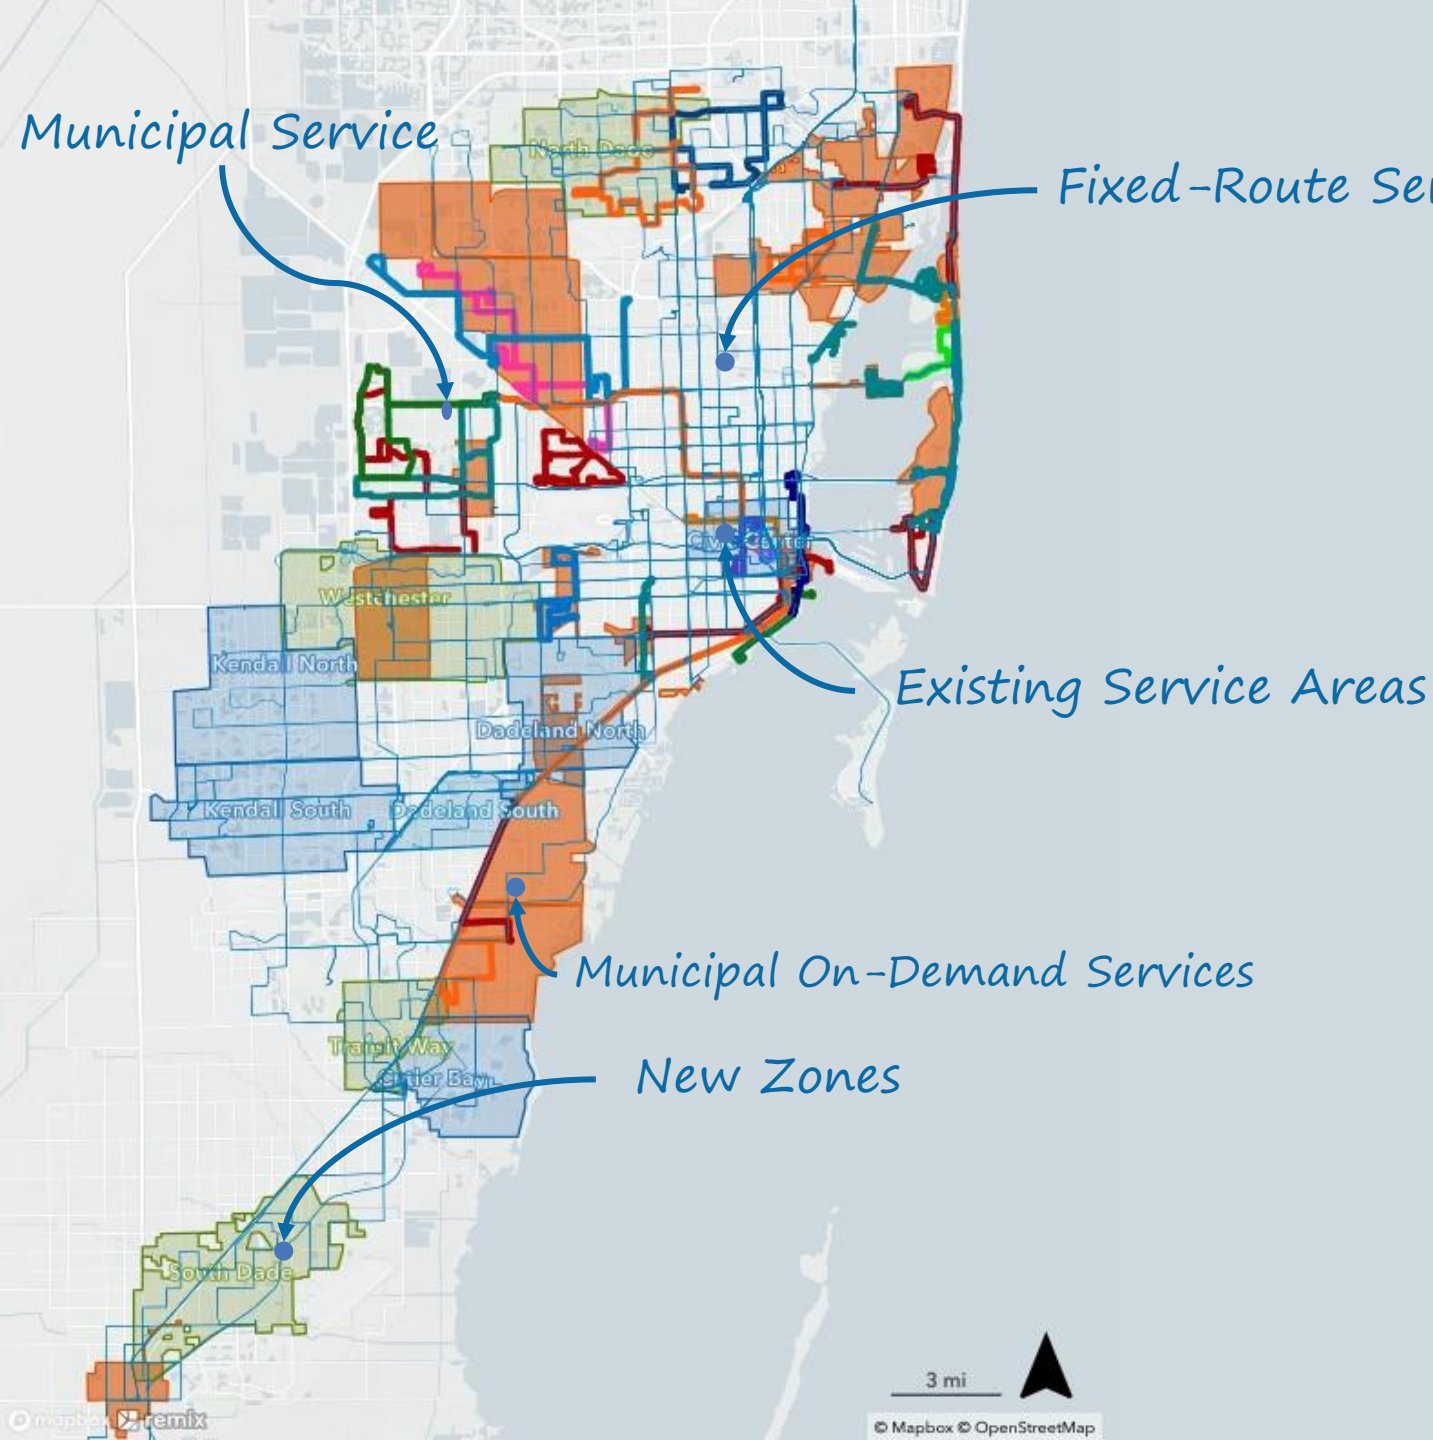 Municipal Service
North Dade
Fixed-Route
Civic Center
Westchester
Kendall North
Existing Service Areas
Dadeland North
Kendall South
Dadeland South
Municipal On-Demand Services
Transit Way
Cutler Bay
New Zones
South Dade
3 mi
mapbox remix
© Mapbox © OpenStreetMap